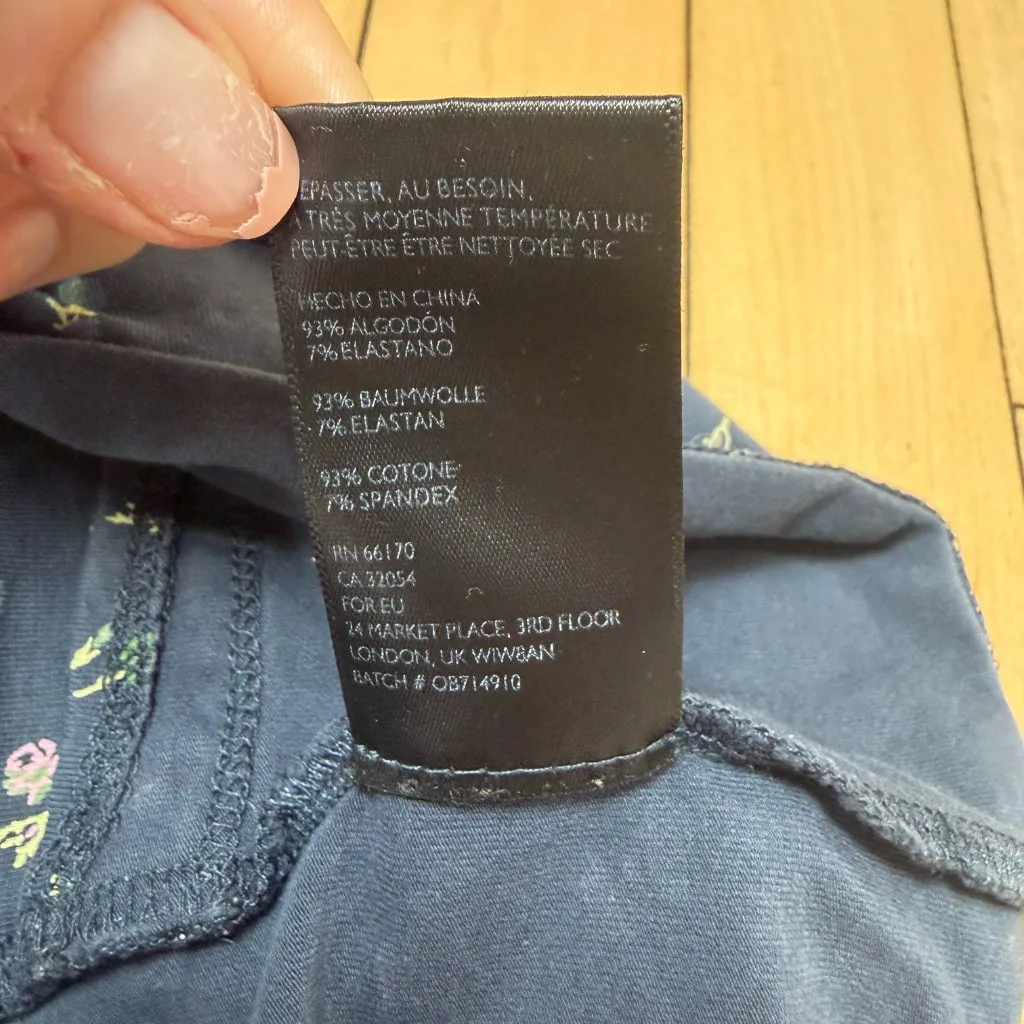 EPASSER, AU BESOIN,
À TRÈS MOYENNE TEMPÉRATURE
PEUT-ÊTRE ÊTRE NETTOYÉE SEC
HECHO EN CHINA
93% ALGODÓN
7% ELASTANO
93% BAUMWOLLE
7% ELASTAN
93% COTONE
7% SPANDEX
RN 66170
CA 32054
FOR EU
24 MARKET PLACE, 3RD FLOOR
LONDON, UK W1W8AN
BATCH # OB714910